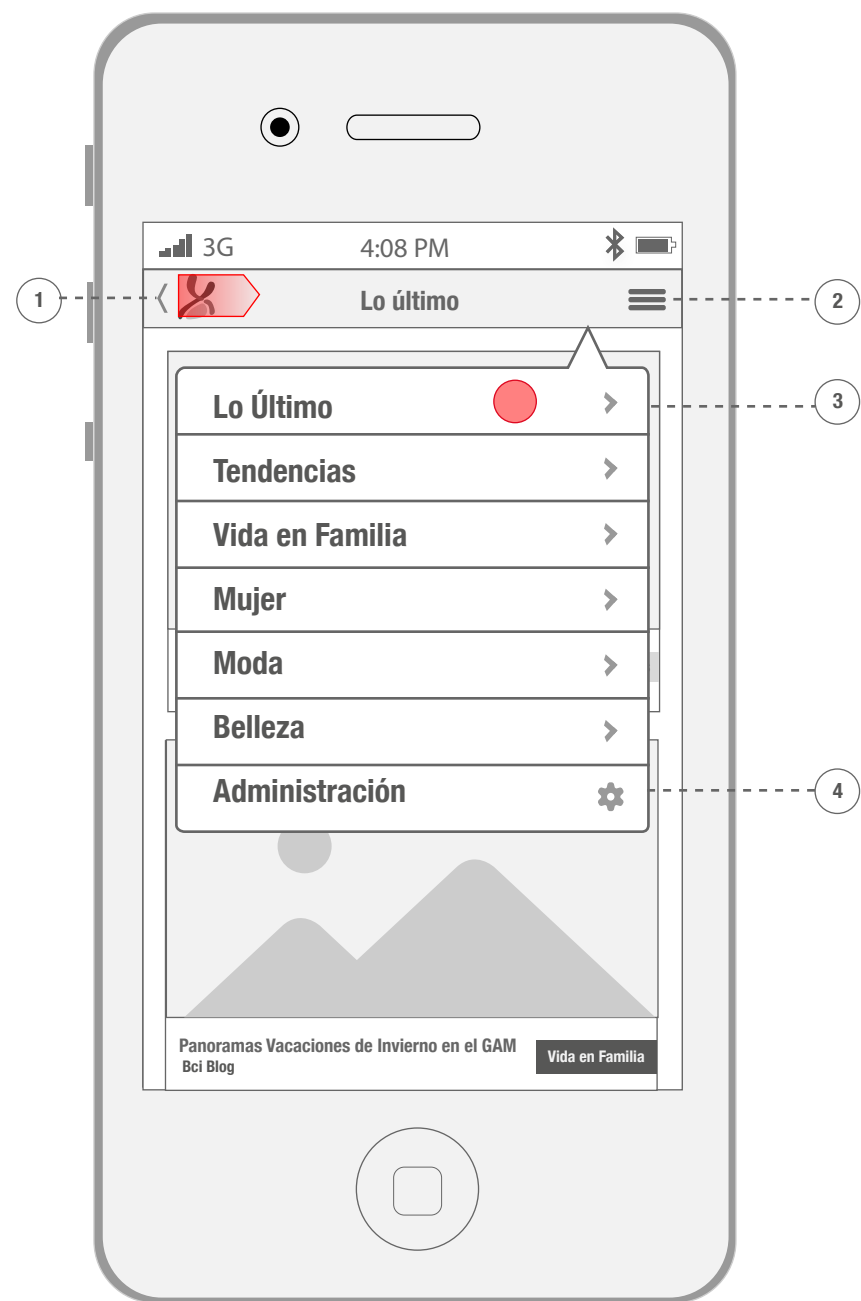 3G 4:08 PM
1 Lo último 2
Lo Último 3
Tendencias
Vida en Familia
Mujer
Moda
Belleza
Administración 4
Panoramas Vacaciones de Invierno en el GAM
Bci Blog
Vida en Familia